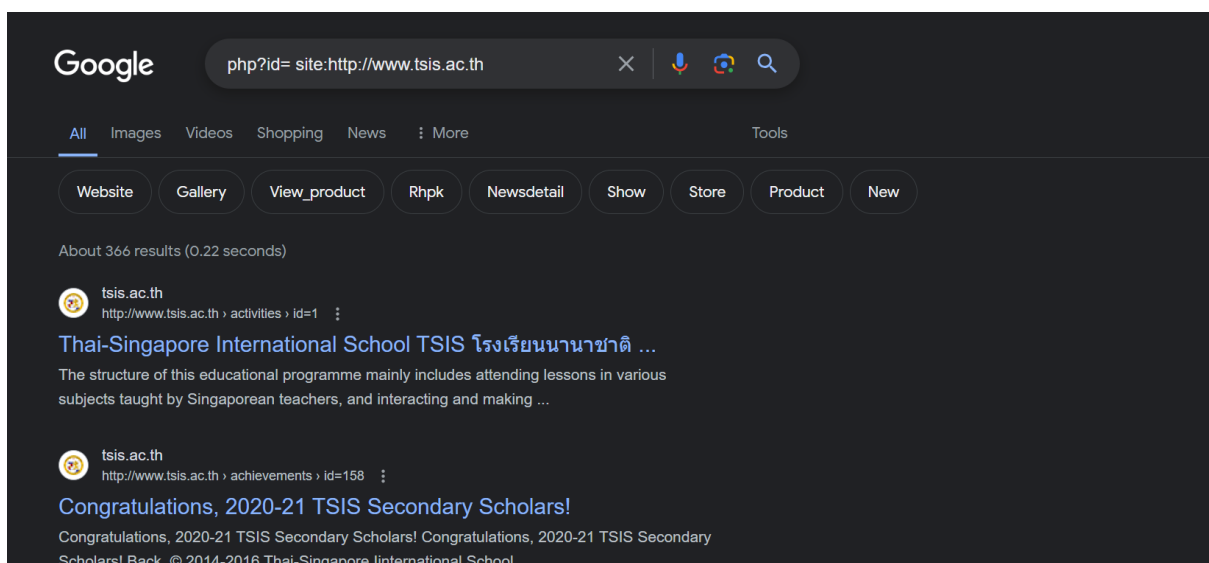 Google
php?id= site:http://www.tsis.ac.th
All Images Videos Shopping News More Tools
Website Gallery View_product Rhpk Newsdetail Show Store Product New
About 366 results (0.22 seconds)
tsis.ac.th
http://www.tsis.ac.th › activities › id=1
Thai-Singapore International School TSIS โรงเรียนนานาชาติ ...
The structure of this educational programme mainly includes attending lessons in various
subjects taught by Singaporean teachers, and interacting and making ...
tsis.ac.th
http://www.tsis.ac.th › achievements › id=158
Congratulations, 2020-21 TSIS Secondary Scholars!
Congratulations, 2020-21 TSIS Secondary Scholars! Congratulations, 2020-21 TSIS Secondary
Scholars! Back. © 2014-2016 Thai-Singapore Iinternational School